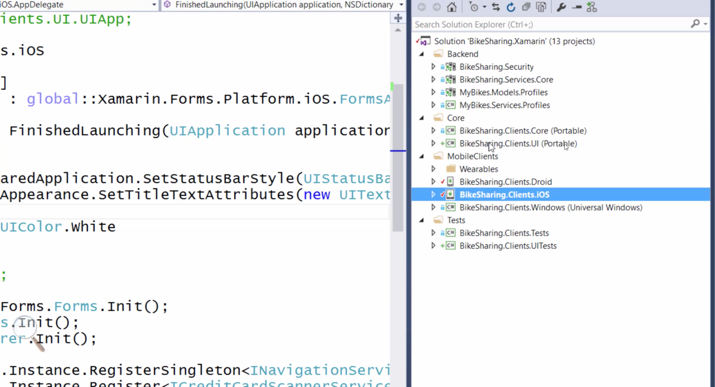 iOS.AppDelegate
FinishedLaunching(UIApplication application, NSDictionary
ients.UI.UIApp;
s.iOS
]
: global::Xamarin.Forms.Platform.iOS.FormsA
FinishedLaunching(UIApplication application
aredApplication.SetStatusBarStyle(UIStatusBa
Appearance.SetTitleTextAttributes(new UIText
UIColor.White
;
Forms.Forms.Init();
s.Init();
rer.Init();
.Instance.RegisterSingleton<INavigationServi
.Instance.Register<ICreditCardScannerService
Search Solution Explorer (Ctrl+;)
Solution 'BikeSharing.Xamarin' (13 projects)
Backend
BikeSharing.Security
BikeSharing.Services.Core
MyBikes.Models.Profiles
MyBikes.Services.Profiles
Core
BikeSharing.Clients.Core (Portable)
BikeSharing.Clients.UI (Portable)
MobileClients
Wearables
BikeSharing.Clients.Droid
BikeSharing.Clients.iOS
BikeSharing.Clients.Windows (Universal Windows)
Tests
BikeSharing.Clients.Tests
BikeSharing.Clients.UITests